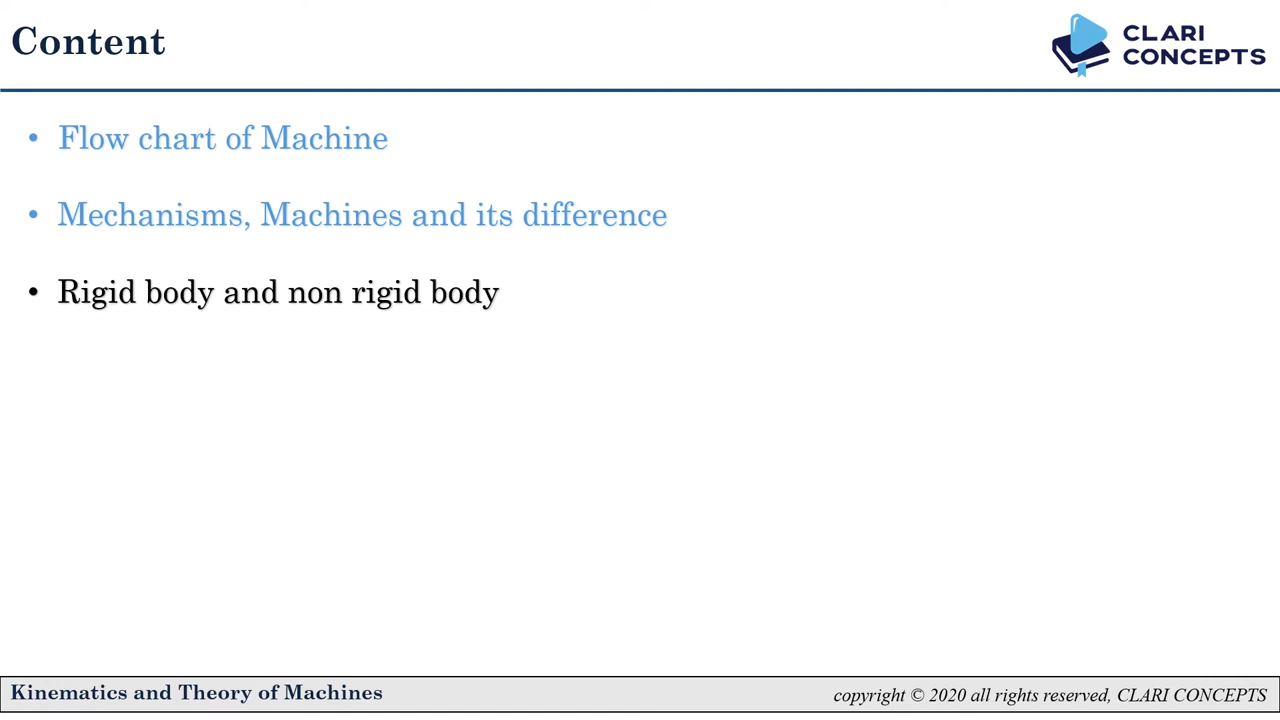 Content
CLARI
CONCEPTS
• Flow chart of Machine
• Mechanisms, Machines and its difference
• Rigid body and non rigid body
Kinematics and Theory of Machines
copyright © 2020 all rights reserved, CLARI CONCEPTS